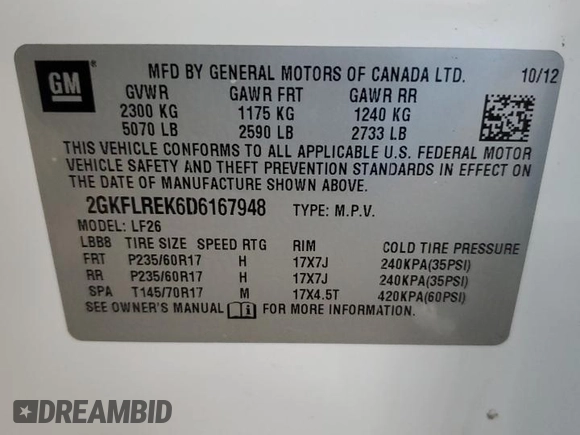 GM
MFD BY GENERAL MOTORS OF CANADA LTD. 10/12
GVWR GAWR FRT GAWR RR
2300 KG 1175 KG 1240 KG
5070 LB 2590 LB 2733 LB
THIS VEHICLE CONFORMS TO ALL APPLICABLE U.S. FEDERAL MOTOR
VEHICLE SAFETY AND THEFT PREVENTION STANDARDS IN EFFECT ON
THE DATE OF MANUFACTURE SHOWN ABOVE.
2GKFLREK6D6167948 TYPE: M.P.V.
MODEL: LF26
LBB8 TIRE SIZE SPEED RTG RIM COLD TIRE PRESSURE
FRT P235/60R17 H 17X7J 240KPA(35PSI)
RR P235/60R17 H 17X7J 240KPA(35PSI)
SPA T145/70R17 M 17X4.5T 420KPA(60PSI)
SEE OWNER'S MANUAL FOR MORE INFORMATION.
DREAMBID